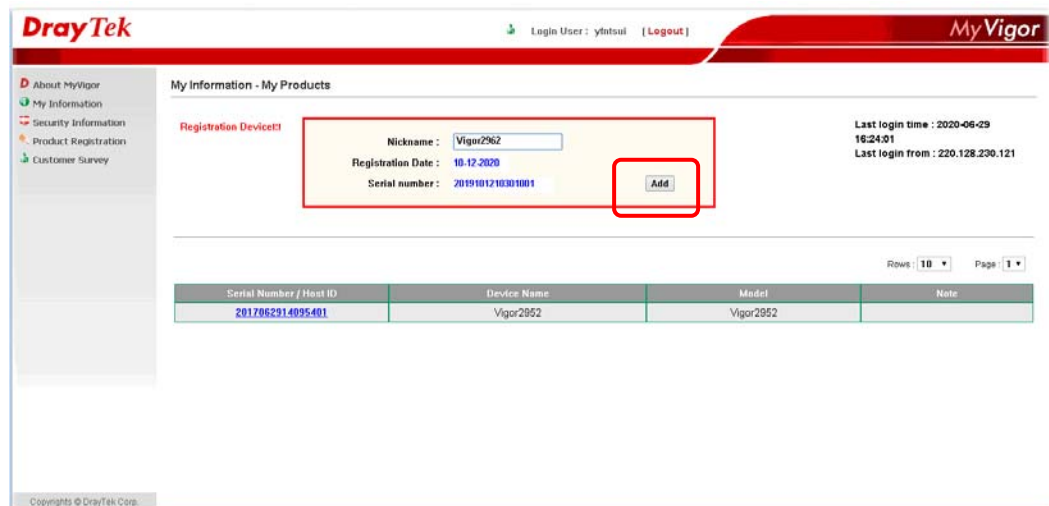 DrayTek
Login User : yfntsui [Logout]
MyVigor
About MyVigor
My Information
Security Information
Product Registration
Customer Survey
My Information - My Products
Registration Device!!!
Nickname : Vigor2962
Registration Date : 10-12-2020
Serial number : 2019101210301001 Add
Last login time : 2020-06-29
16:24:01
Last login from : 220.128.230.121
Rows : 10 Page : 1
Serial Number / Host ID Device Name Model Note
2017062914095401 Vigor2952 Vigor2952
Copyrights © DrayTek Corp.